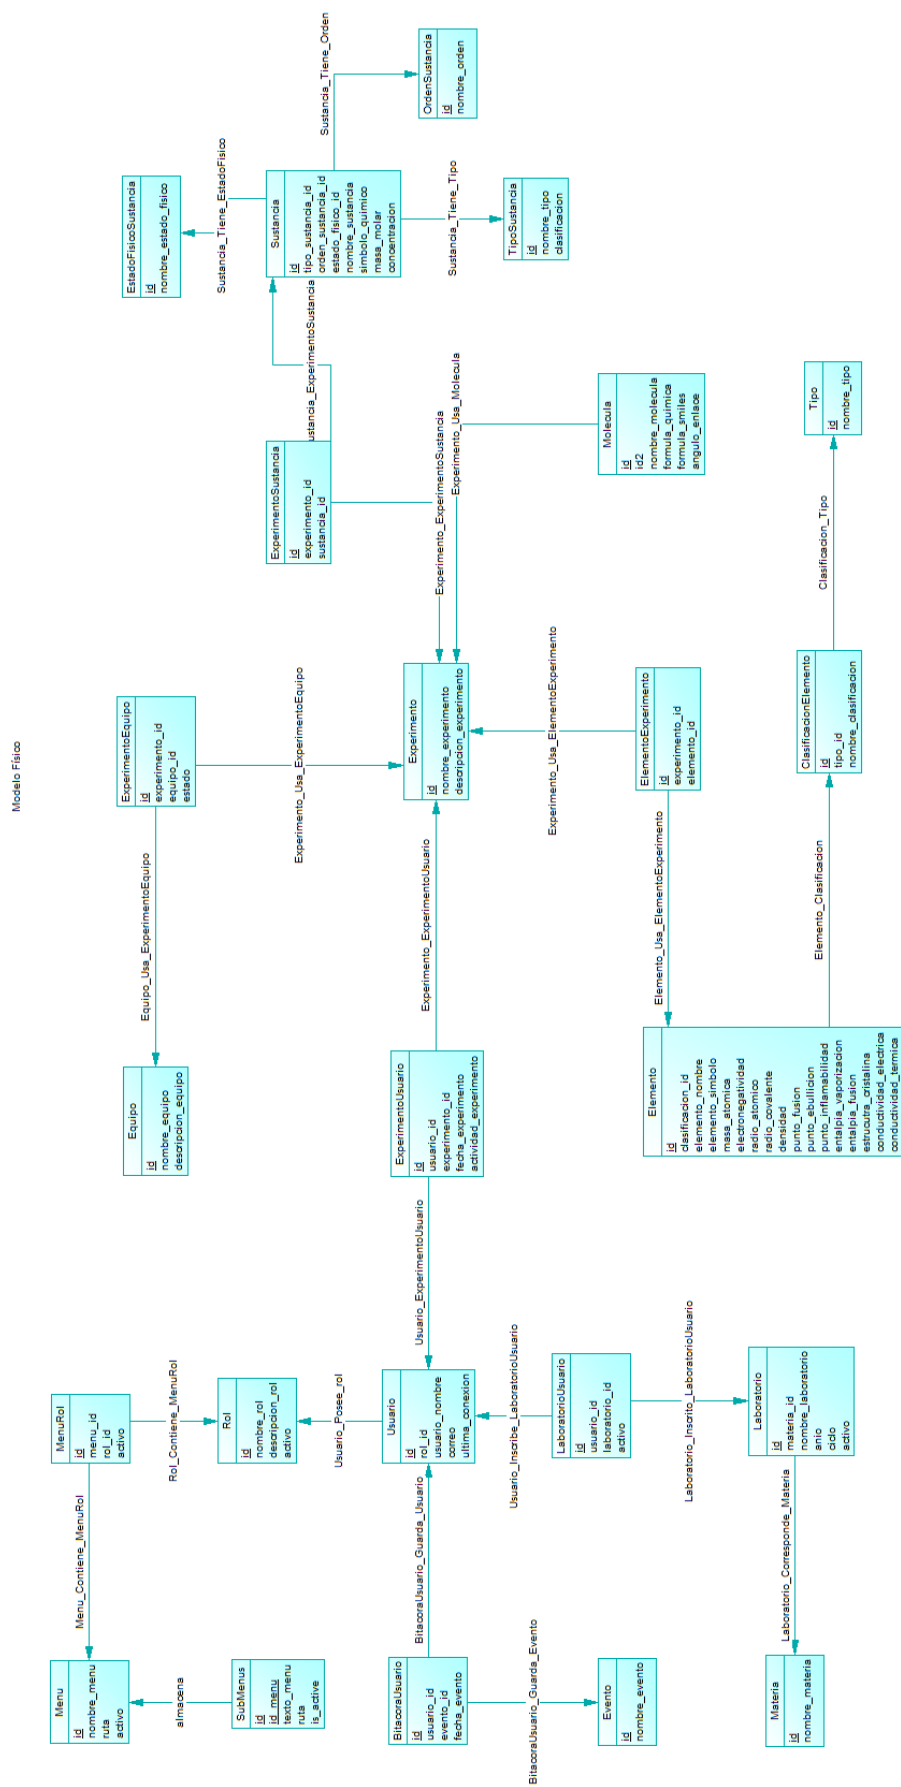 Modelo Físico
Menu
id
nombre_menu
ruta
activo
Menu_Contiene_MenuRol
MenuRol
id
menu_id
rol_id
activo
almacena
Rol_Contiene_MenuRol
SubMenus
id
id_menu
texto_menu
ruta
is_active
Rol
id
nombre_rol
descripcion_rol
activo
Usuario_Posee_rol
Equipo
id
nombre_equipo
descripcion_equipo
Equipo_Usa_ExperimentoEquipo
ExperimentoEquipo
id
experimento_id
equipo_id
estado
Experimento_Usa_ExperimentoEquipo
EstadoFisicoSustancia
id
nombre_estado_fisico
Sustancia_Tiene_EstadoFisico
Sustancia
id
tipo_sustancia_id
orden_sustancia_id
estado_fisico_id
nombre_sustancia
simbolo_quimico
masa_molar
concentracion
Sustancia_Tiene_Orden
OrdenSustancia
id
nombre_orden
Sustancia_Tiene_Tipo
TipoSustancia
id
nombre_tipo
clasificacion
ustancia_ExperimentoSustancia
ExperimentoSustancia
id
experimento_id
sustancia_id
Experimento_ExperimentoSustancia
Experimento_Usa_Molecula
BitacoraUsuario
id
usuario_id
evento_id
fecha_evento
BitacoraUsuario_Guarda_Usuario
Usuario
id
rol_id
usuario_nombre
correo
ultima_conexion
Usuario_ExperimentoUsuario
ExperimentoUsuario
id
usuario_id
experimento_id
fecha_experimento
actividad_experimento
Experimento_ExperimentoUsuario
Experimento
id
nombre_experimento
descripcion_experimento
BitacoraUsuario_Guarda_Evento
Usuario_Inscribe_LaboratorioUsuario
Experimento_Usa_ElementoExperimento
Evento
id
nombre_evento
LaboratorioUsuario
id
usuario_id
laboratorio_id
activo
Molecula
id
id2
nombre_molecula
formula_quimica
formula_smiles
angulo_enlace
Laboratorio_Inscrito_LaboratorioUsuario
Elemento
id
clasificacion_id
elemento_nombre
elemento_simbolo
masa_atomica
electronegatividad
radio_atomico
radio_covalente
densidad
punto_fusion
punto_ebullicion
punto_inflamabilidad
entalpia_vaporizacion
entalpia_fusion
estrucutra_cristalina
conductividad_electrica
conductividad_termica
Elemento_Usa_ElementoExperimento
ElementoExperimento
id
experimento_id
elemento_id
Materia
id
nombre_materia
Laboratorio_Corresponde_Materia
Laboratorio
id
materia_id
nombre_laboratorio
anio
ciclo
activo
Elemento_Clasificacion
ClasificacionElemento
id
tipo_id
nombre_clasificacion
Clasificacion_Tipo
Tipo
id
nombre_tipo